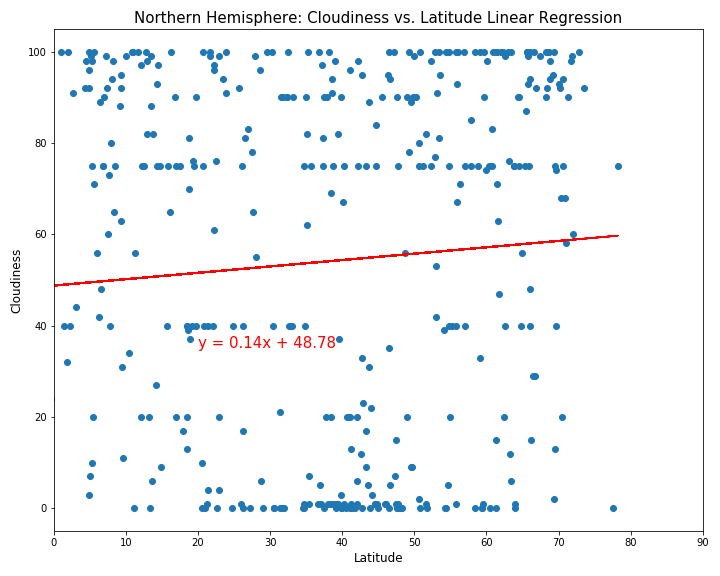 Northern Hemisphere: Cloudiness vs. Latitude Linear Regression
100
80
60
40
20
0
Cloudiness
y = 0.14x + 48.78
0 10 20 30 40 50 60 70 80 90
Latitude